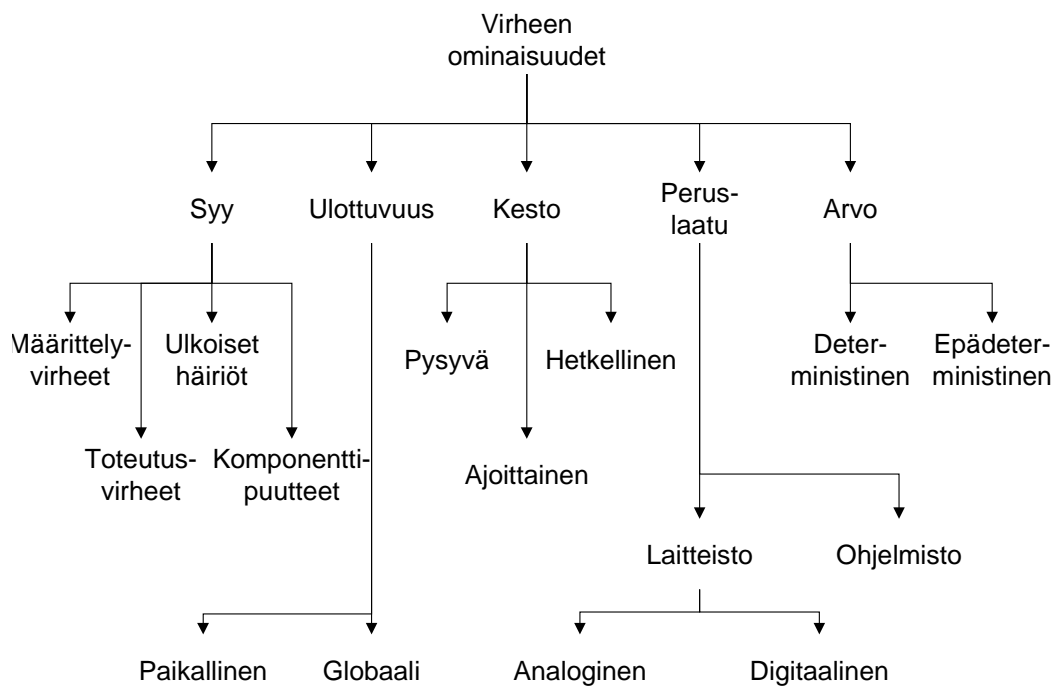 Virheen
ominaisuudet
Syy
Ulottuvuus
Kesto
Perus-
laatu
Arvo
Määrittely-
virheet
Ulkoiset
häiriöt
Toteutus-
virheet
Komponentti-
puutteet
Pysyvä
Hetkellinen
Ajoittainen
Deter-
ministinen
Epädeter-
ministinen
Laitteisto
Ohjelmisto
Paikallinen
Globaali
Analoginen
Digitaalinen